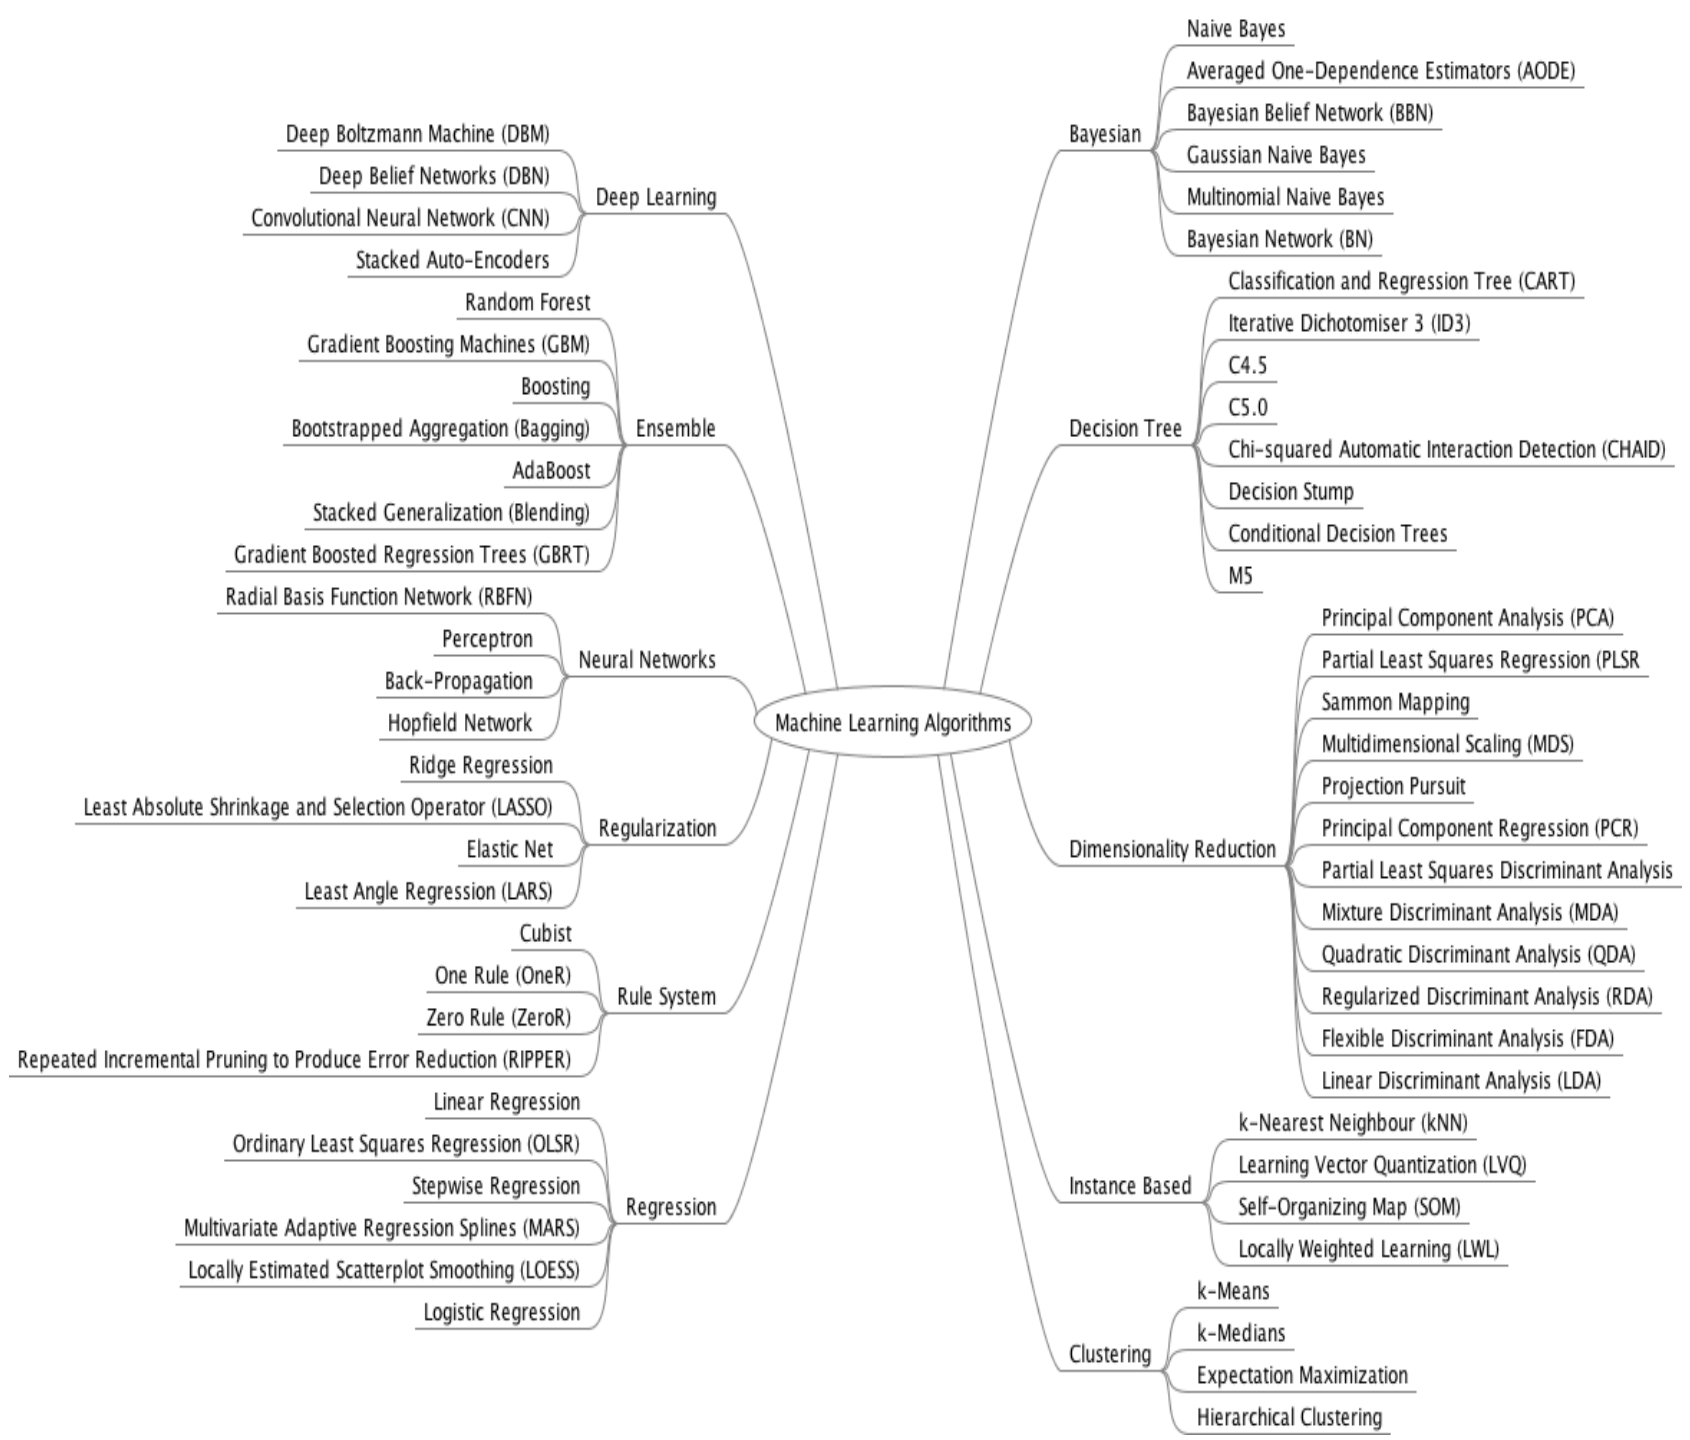 Machine Learning Algorithms
Deep Learning
Deep Boltzmann Machine (DBM)
Deep Belief Networks (DBN)
Convolutional Neural Network (CNN)
Stacked Auto-Encoders
Ensemble
Random Forest
Gradient Boosting Machines (GBM)
Boosting
Bootstrapped Aggregation (Bagging)
AdaBoost
Stacked Generalization (Blending)
Gradient Boosted Regression Trees (GBRT)
Neural Networks
Radial Basis Function Network (RBFN)
Perceptron
Back-Propagation
Hopfield Network
Regularization
Ridge Regression
Least Absolute Shrinkage and Selection Operator (LASSO)
Elastic Net
Least Angle Regression (LARS)
Rule System
Cubist
One Rule (OneR)
Zero Rule (ZeroR)
Repeated Incremental Pruning to Produce Error Reduction (RIPPER)
Regression
Linear Regression
Ordinary Least Squares Regression (OLSR)
Stepwise Regression
Multivariate Adaptive Regression Splines (MARS)
Locally Estimated Scatterplot Smoothing (LOESS)
Logistic Regression
Bayesian
Naive Bayes
Averaged One-Dependence Estimators (AODE)
Bayesian Belief Network (BBN)
Gaussian Naive Bayes
Multinomial Naive Bayes
Bayesian Network (BN)
Decision Tree
Classification and Regression Tree (CART)
Iterative Dichotomiser 3 (ID3)
C4.5
C5.0
Chi-squared Automatic Interaction Detection (CHAID)
Decision Stump
Conditional Decision Trees
M5
Dimensionality Reduction
Principal Component Analysis (PCA)
Partial Least Squares Regression (PLSR
Sammon Mapping
Multidimensional Scaling (MDS)
Projection Pursuit
Principal Component Regression (PCR)
Partial Least Squares Discriminant Analysis
Mixture Discriminant Analysis (MDA)
Quadratic Discriminant Analysis (QDA)
Regularized Discriminant Analysis (RDA)
Flexible Discriminant Analysis (FDA)
Linear Discriminant Analysis (LDA)
Instance Based
k-Nearest Neighbour (kNN)
Learning Vector Quantization (LVQ)
Self-Organizing Map (SOM)
Locally Weighted Learning (LWL)
Clustering
k-Means
k-Medians
Expectation Maximization
Hierarchical Clustering